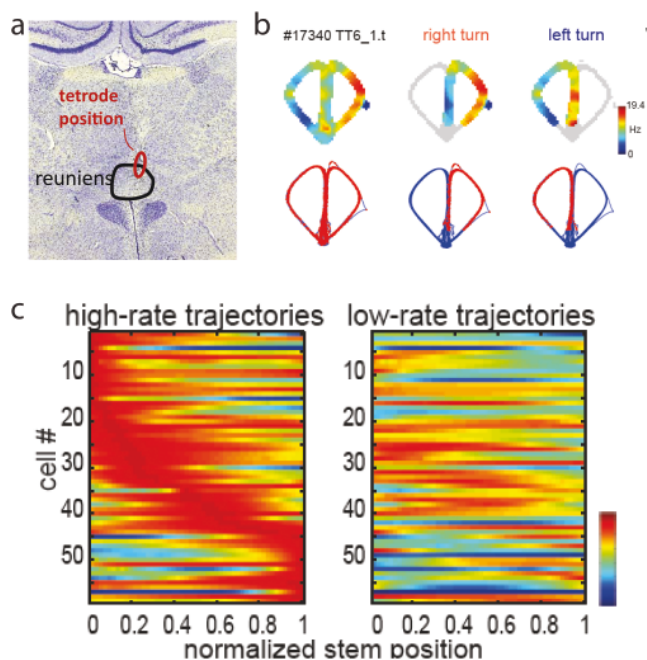 a
tetrode
position
reuniens
b
#17340 TT6_1.t
right turn
left turn
19.4
Hz
0
c
high-rate trajectories
low-rate trajectories
cell #
10
20
30
40
50
10
20
30
40
50
0 0.2 0.4 0.6 0.8 1
0 0.2 0.4 0.6 0.8 1
normalized stem position